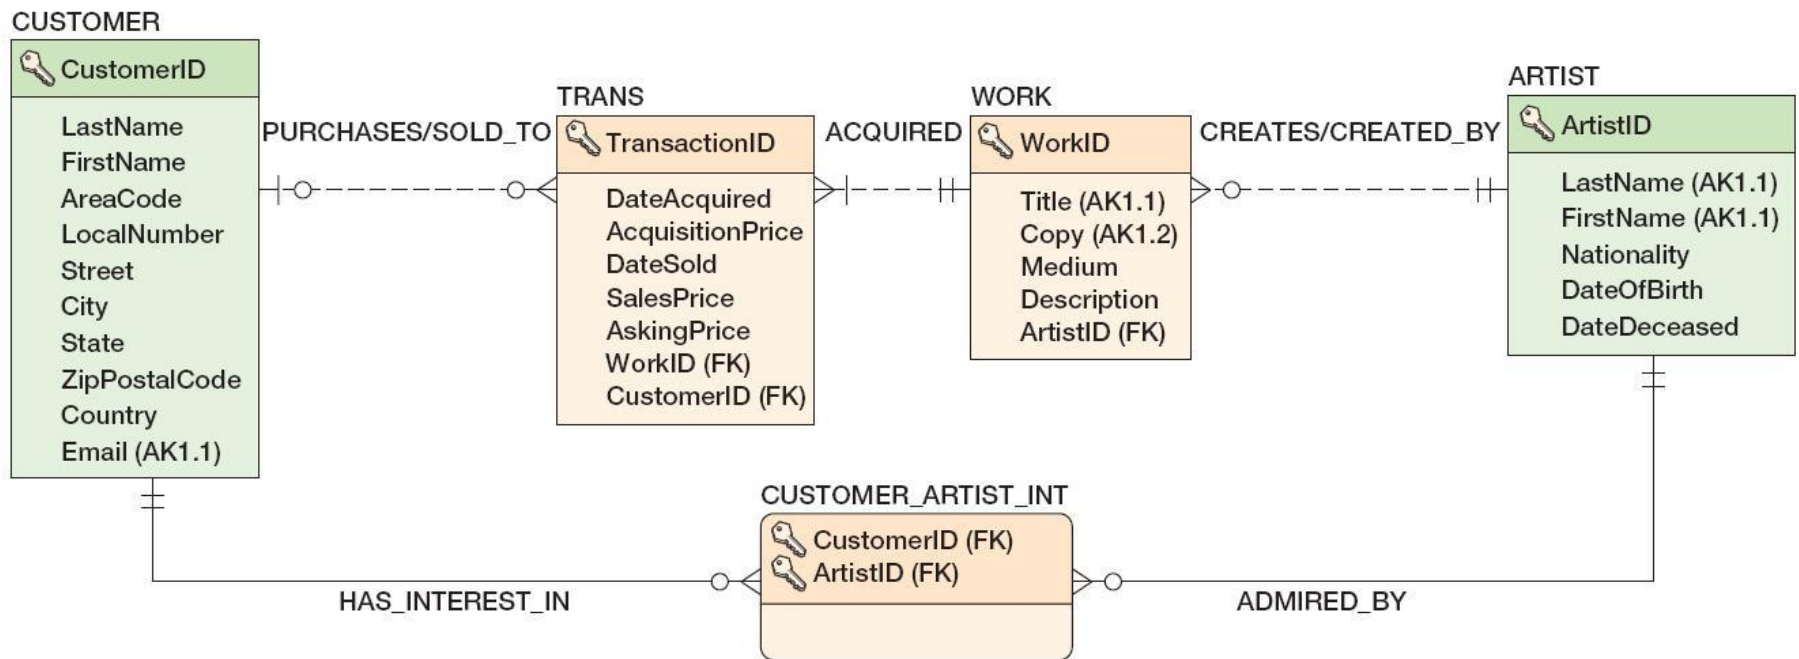 CUSTOMER
CustomerID
LastName
FirstName
AreaCode
LocalNumber
Street
City
State
ZipPostalCode
Country
Email (AK1.1)
PURCHASES/SOLD_TO
TRANS
TransactionID
DateAcquired
AcquisitionPrice
DateSold
SalesPrice
AskingPrice
WorkID (FK)
CustomerID (FK)
ACQUIRED
WORK
WorkID
Title (AK1.1)
Copy (AK1.2)
Medium
Description
ArtistID (FK)
CREATES/CREATED_BY
ARTIST
ArtistID
LastName (AK1.1)
FirstName (AK1.1)
Nationality
DateOfBirth
DateDeceased
CUSTOMER_ARTIST_INT
CustomerID (FK)
ArtistID (FK)
HAS_INTEREST_IN
ADMIRED_BY